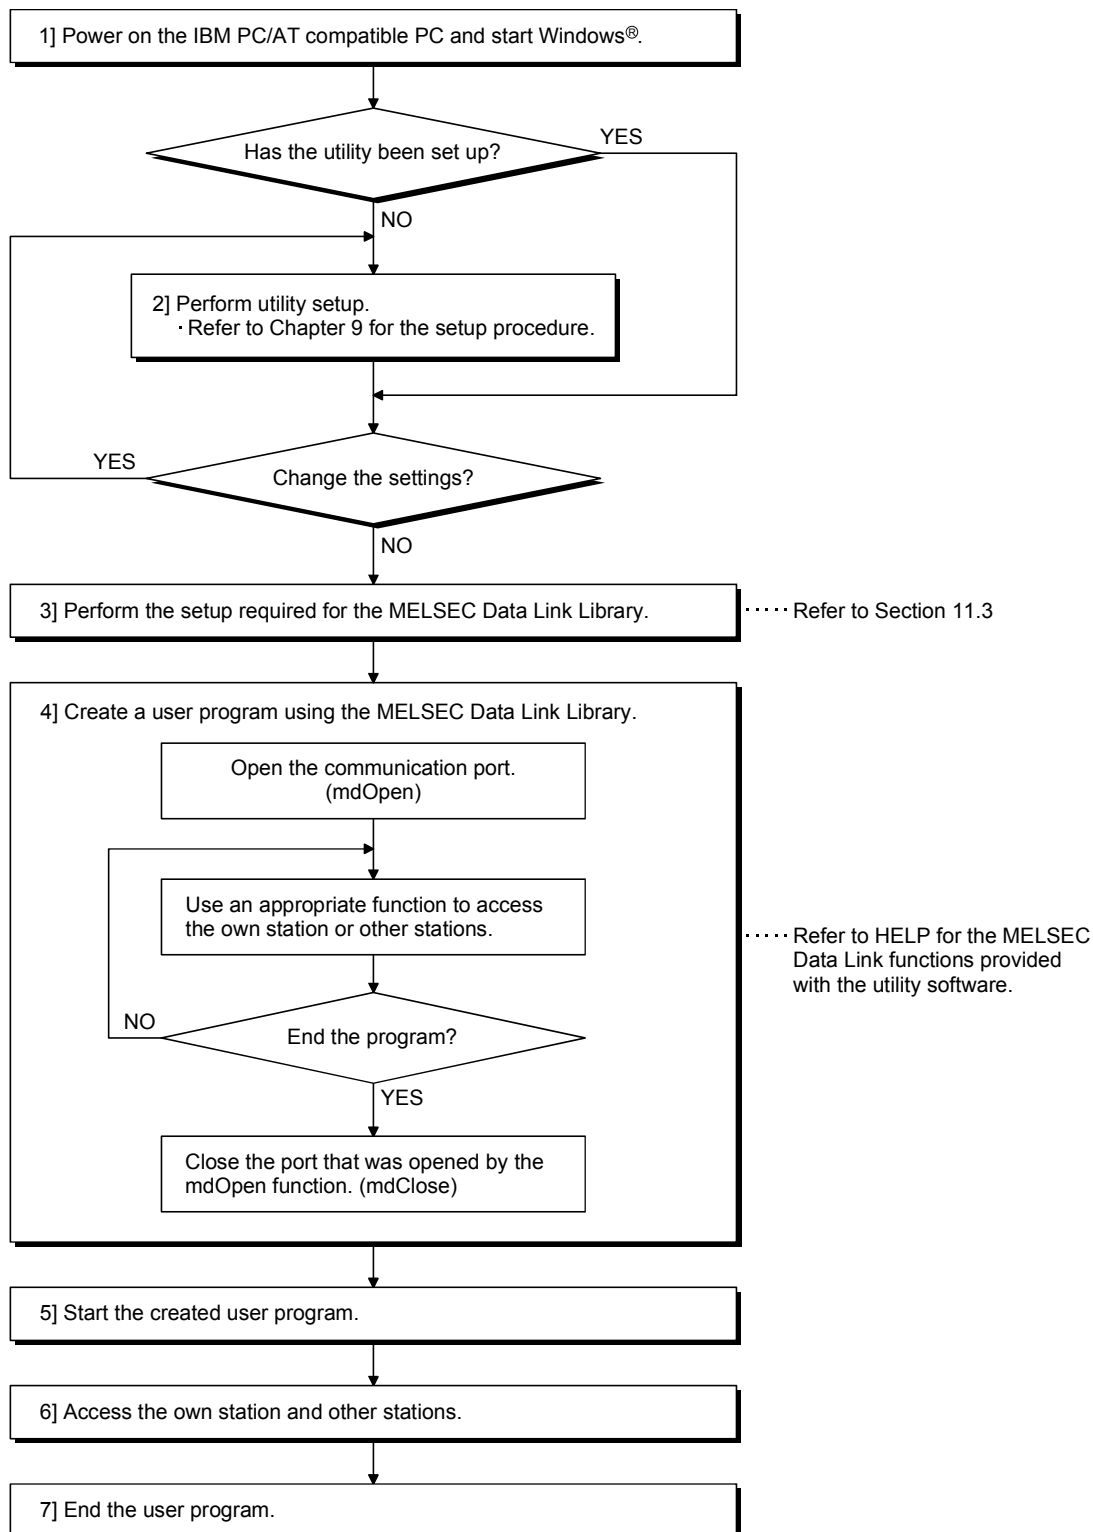 1] Power on the IBM PC/AT compatible PC and start Windows®.
Has the utility been set up?
YES
NO
2] Perform utility setup.
· Refer to Chapter 9 for the setup procedure.
YES
Change the settings?
NO
3] Perform the setup required for the MELSEC Data Link Library.
····· Refer to Section 11.3
4] Create a user program using the MELSEC Data Link Library.
Open the communication port.
(mdOpen)
Use an appropriate function to access
the own station or other stations.
····· Refer to HELP for the MELSEC
Data Link functions provided
with the utility software.
NO
End the program?
YES
Close the port that was opened by the
mdOpen function. (mdClose)
5] Start the created user program.
6] Access the own station and other stations.
7] End the user program.